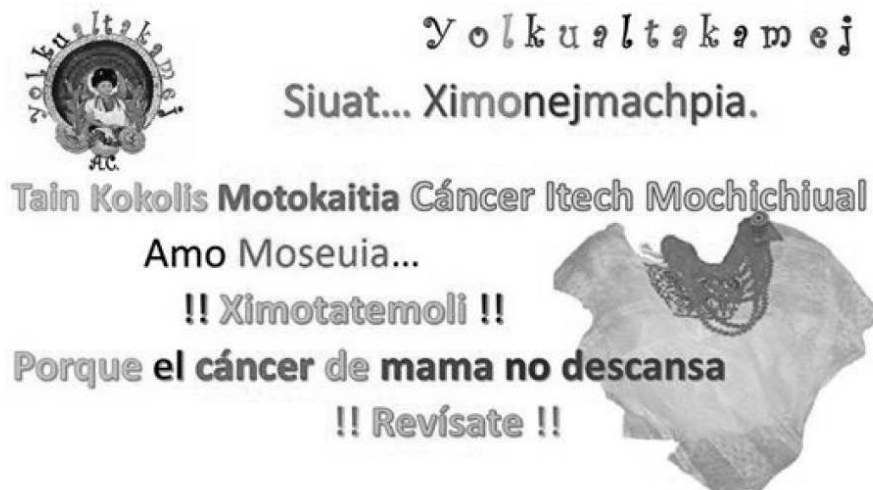 yolkualtakamej
A.C.
yolkualtakamej
Siuat... Ximonejmachpia.
Tain Kokolis Motokaitia Cáncer Itech Mochichiual
Amo Moseuia...
!! Ximotatemoli !!
Porque el cáncer de mama no descansa
!! Revísate !!